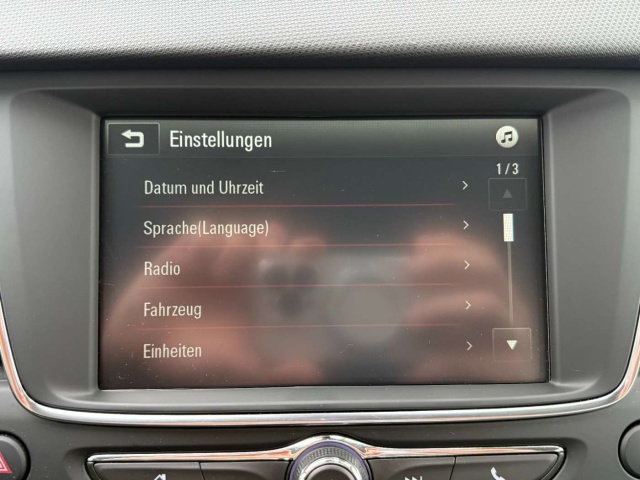 Einstellungen
1/3
Datum und Uhrzeit
Sprache(Language)
Radio
Fahrzeug
Einheiten